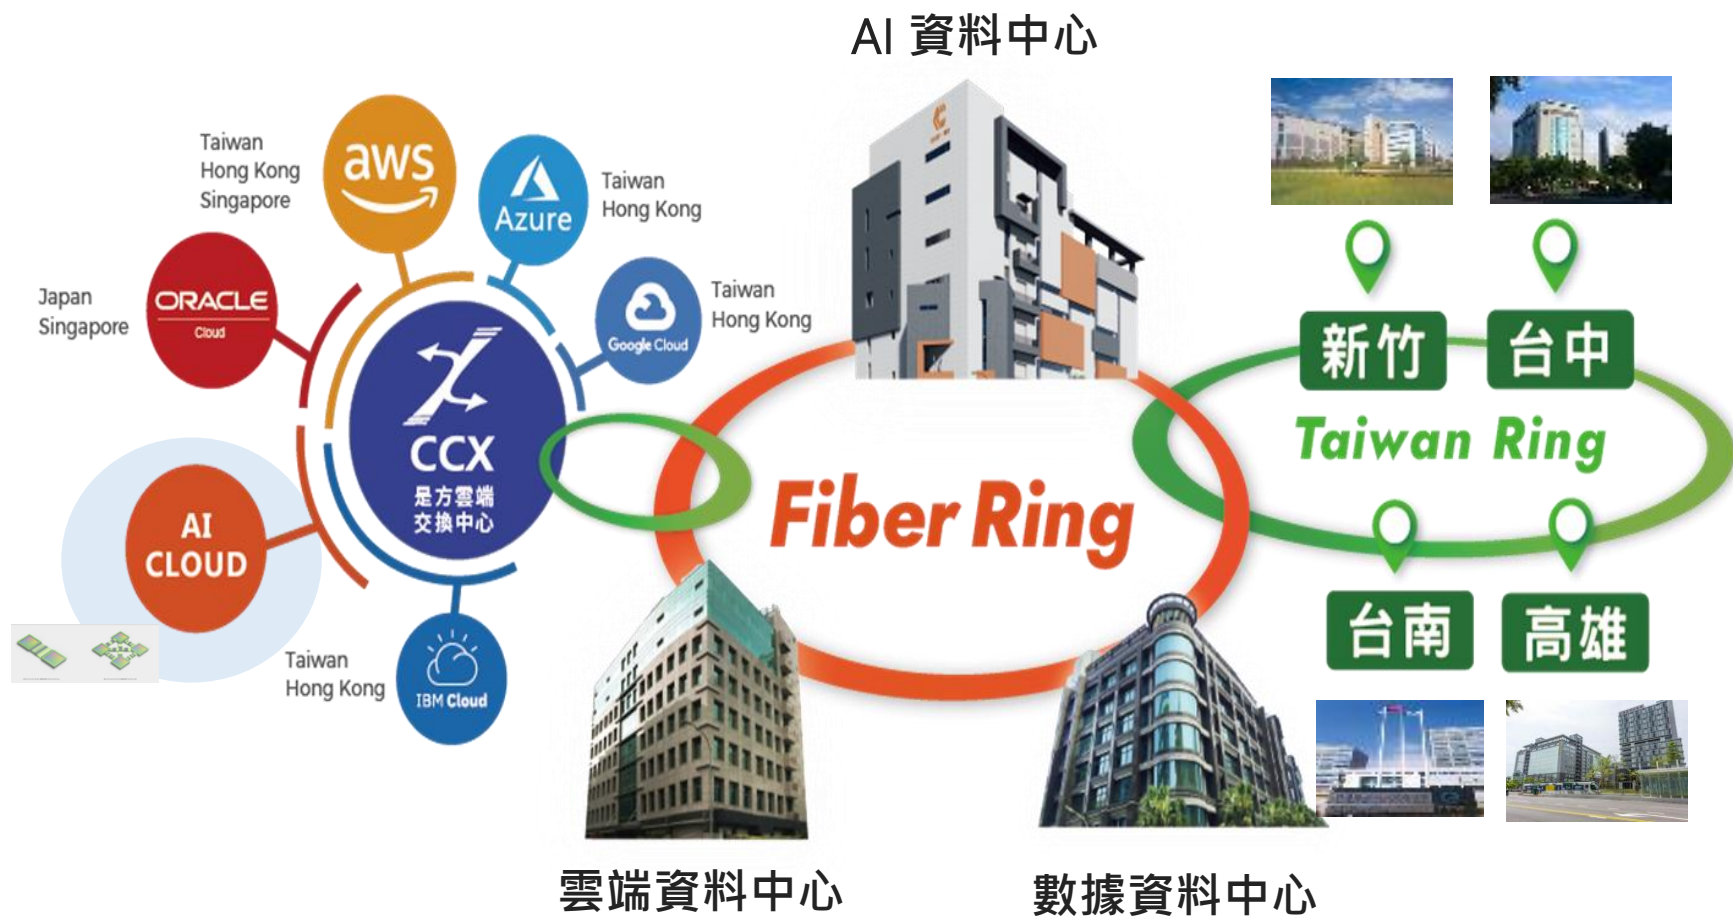 AI 資料中心
Taiwan
Hong Kong
Singapore
aws
Azure
Taiwan
Hong Kong
Japan
Singapore
ORACLE
Cloud
Google Cloud
Taiwan
Hong Kong
CCX
是方雲端
交換中心
AI
CLOUD
Taiwan
Hong Kong
IBM Cloud
Fiber Ring
新竹
台中
Taiwan Ring
台南
高雄
雲端資料中心
數據資料中心